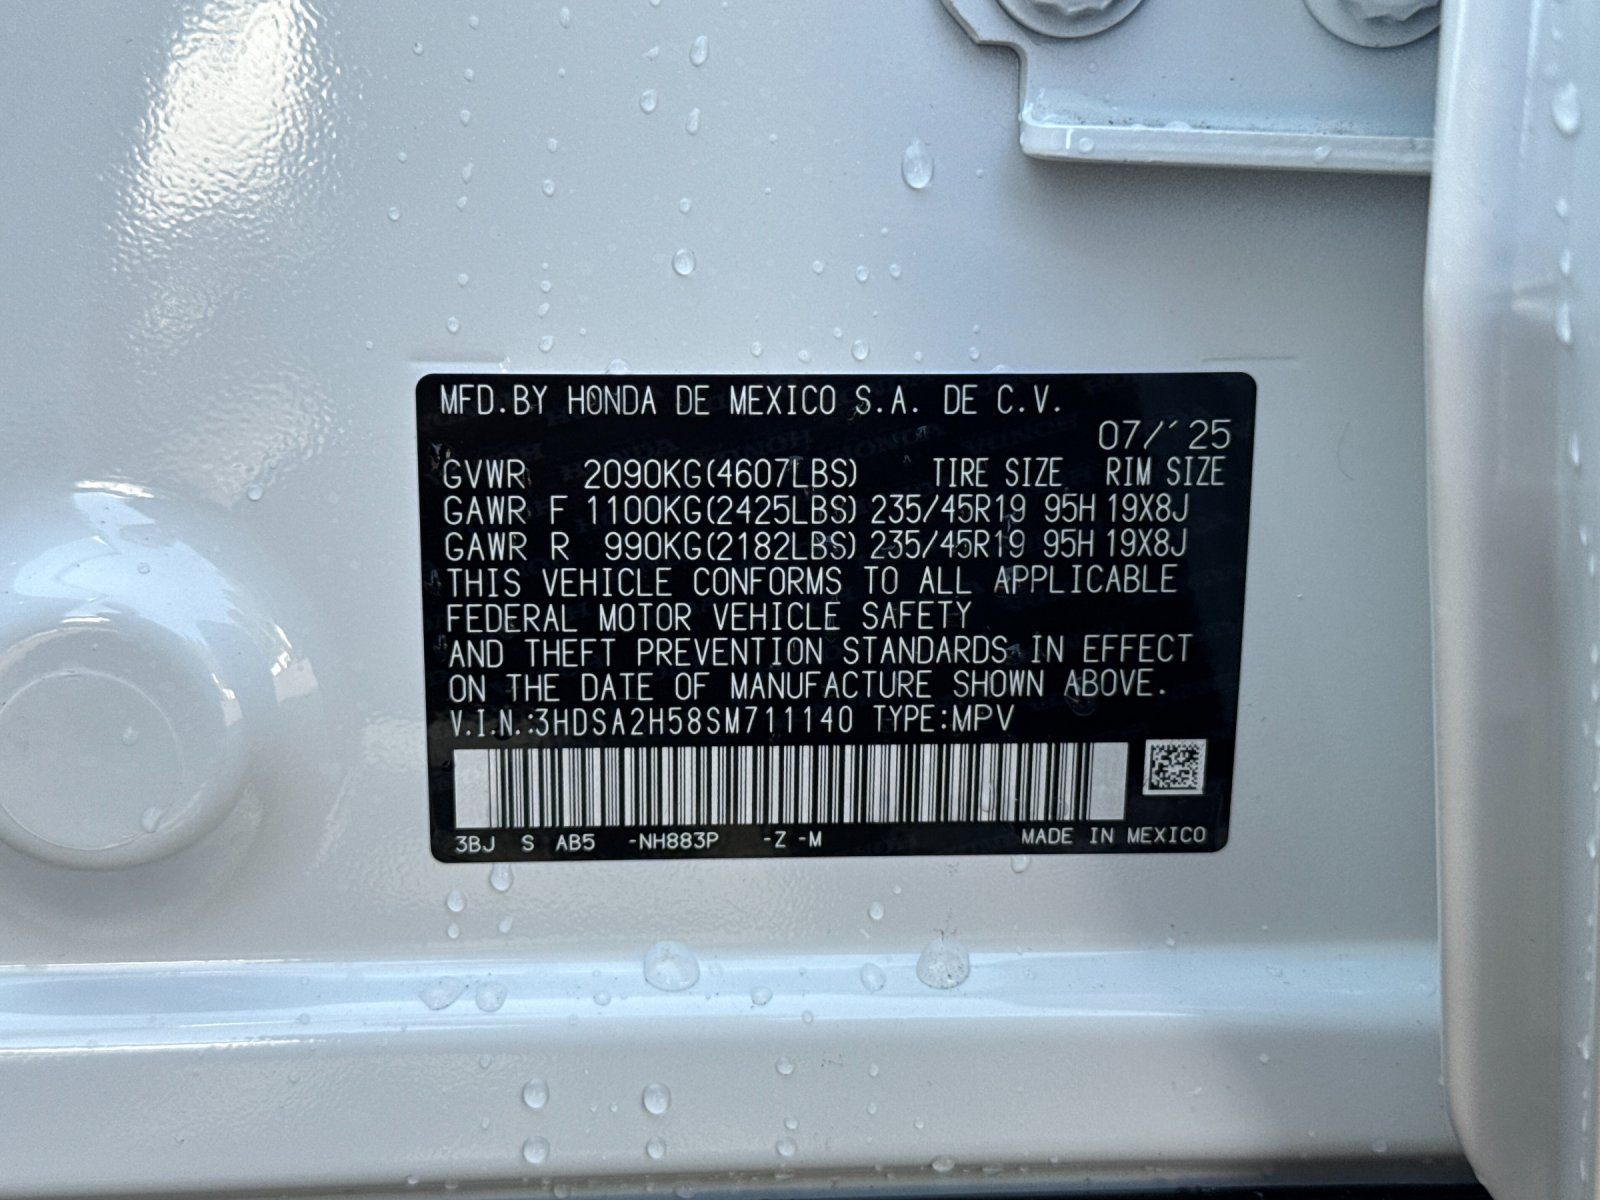 MFD.BY HONDA DE MEXICO S.A. DE C.V.
07/´25
GVWR 2090KG(4607LBS) TIRE SIZE RIM SIZE
GAWR F 1100KG(2425LBS) 235/45R19 95H 19X8J
GAWR R 990KG(2182LBS) 235/45R19 95H 19X8J
THIS VEHICLE CONFORMS TO ALL APPLICABLE
FEDERAL MOTOR VEHICLE SAFETY
AND THEFT PREVENTION STANDARDS IN EFFECT
ON THE DATE OF MANUFACTURE SHOWN ABOVE.
V.I.N.:3HDSA2H58SM711140 TYPE:MPV
3BJ S AB5 -NH883P -Z -M MADE IN MEXICO